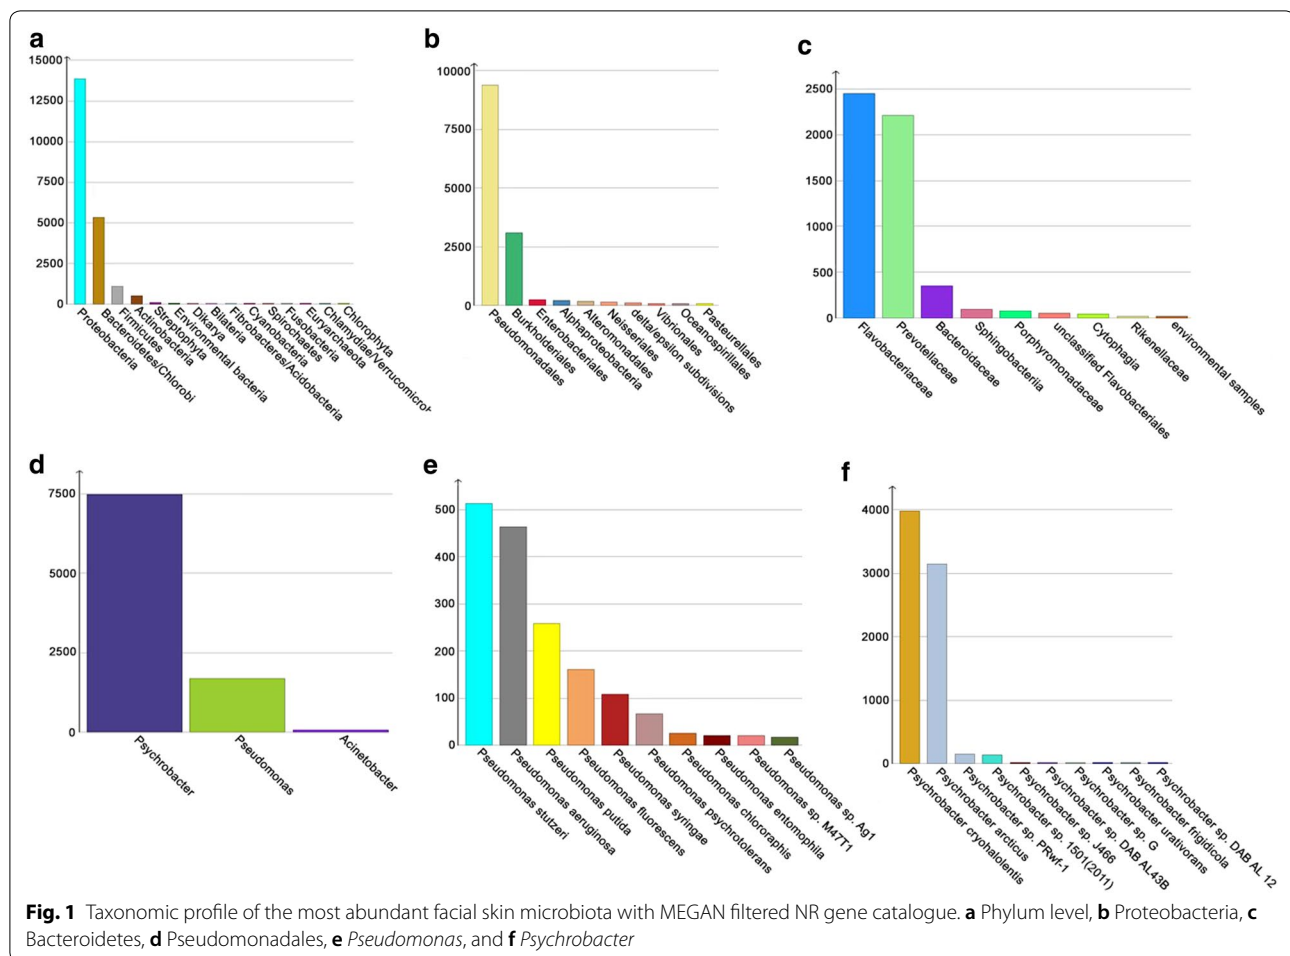 a
15000
12500
10000
7500
5000
2500
0
Proteobacteria
Bacteroidetes/Chlorobi
Firmicutes
Actinobacteria
Streptophyta
Environmental bacteria
Dikarya
Bilateria
Fibrobacteres/Acidobacteria
Cyanobacteria
Spirochaetes
Fusobacteria
Euryarchaeota
Chlamydiae/Verrucomicrob
Chlorophyta
b
10000
7500
5000
2500
0
Pseudomonadales
Burkholderiales
Enterobacteriales
Alphaproteobacteria
Alteromonadales
Neisseriales
delta/epsilon subdivisions
Vibrionales
Oceanospirillales
Pasteurellales
c
2500
2000
1500
1000
500
0
Flavobacteriaceae
Prevotellaceae
Bacteroidaceae
Sphingobacteriia
Porphyromonadaceae
unclassified Flavobacteriales
Cytophagia
Rikenellaceae
environmental samples
d
7500
5000
2500
0
Psychrobacter
Pseudomonas
Acinetobacter
e
500
400
300
200
100
0
Pseudomonas stutzeri
Pseudomonas aeruginosa
Pseudomonas putida
Pseudomonas fluorescens
Pseudomonas syringae
Pseudomonas psychrotolerans
Pseudomonas chloraphis
Pseudomonas entomophila
Pseudomonas sp. M47T1
Pseudomonas sp. Ag1
f
4000
3000
2000
1000
0
Psychrobacter cryohalolentis
Psychrobacter arcticus
Psychrobacter sp. PRwf-1
Psychrobacter sp. 1501(2011)
Psychrobacter sp. J466
Psychrobacter sp. DAB AL43B
Psychrobacter sp. G
Psychrobacter urativorans
Psychrobacter frigidicola
Psychrobacter sp. DAB AL 12
Fig. 1 Taxonomic profile of the most abundant facial skin microbiota with MEGAN filtered NR gene catalogue. a Phylum level, b Proteobacteria, c
Bacteroidetes, d Pseudomonadales, e Pseudomonas, and f Psychrobacter